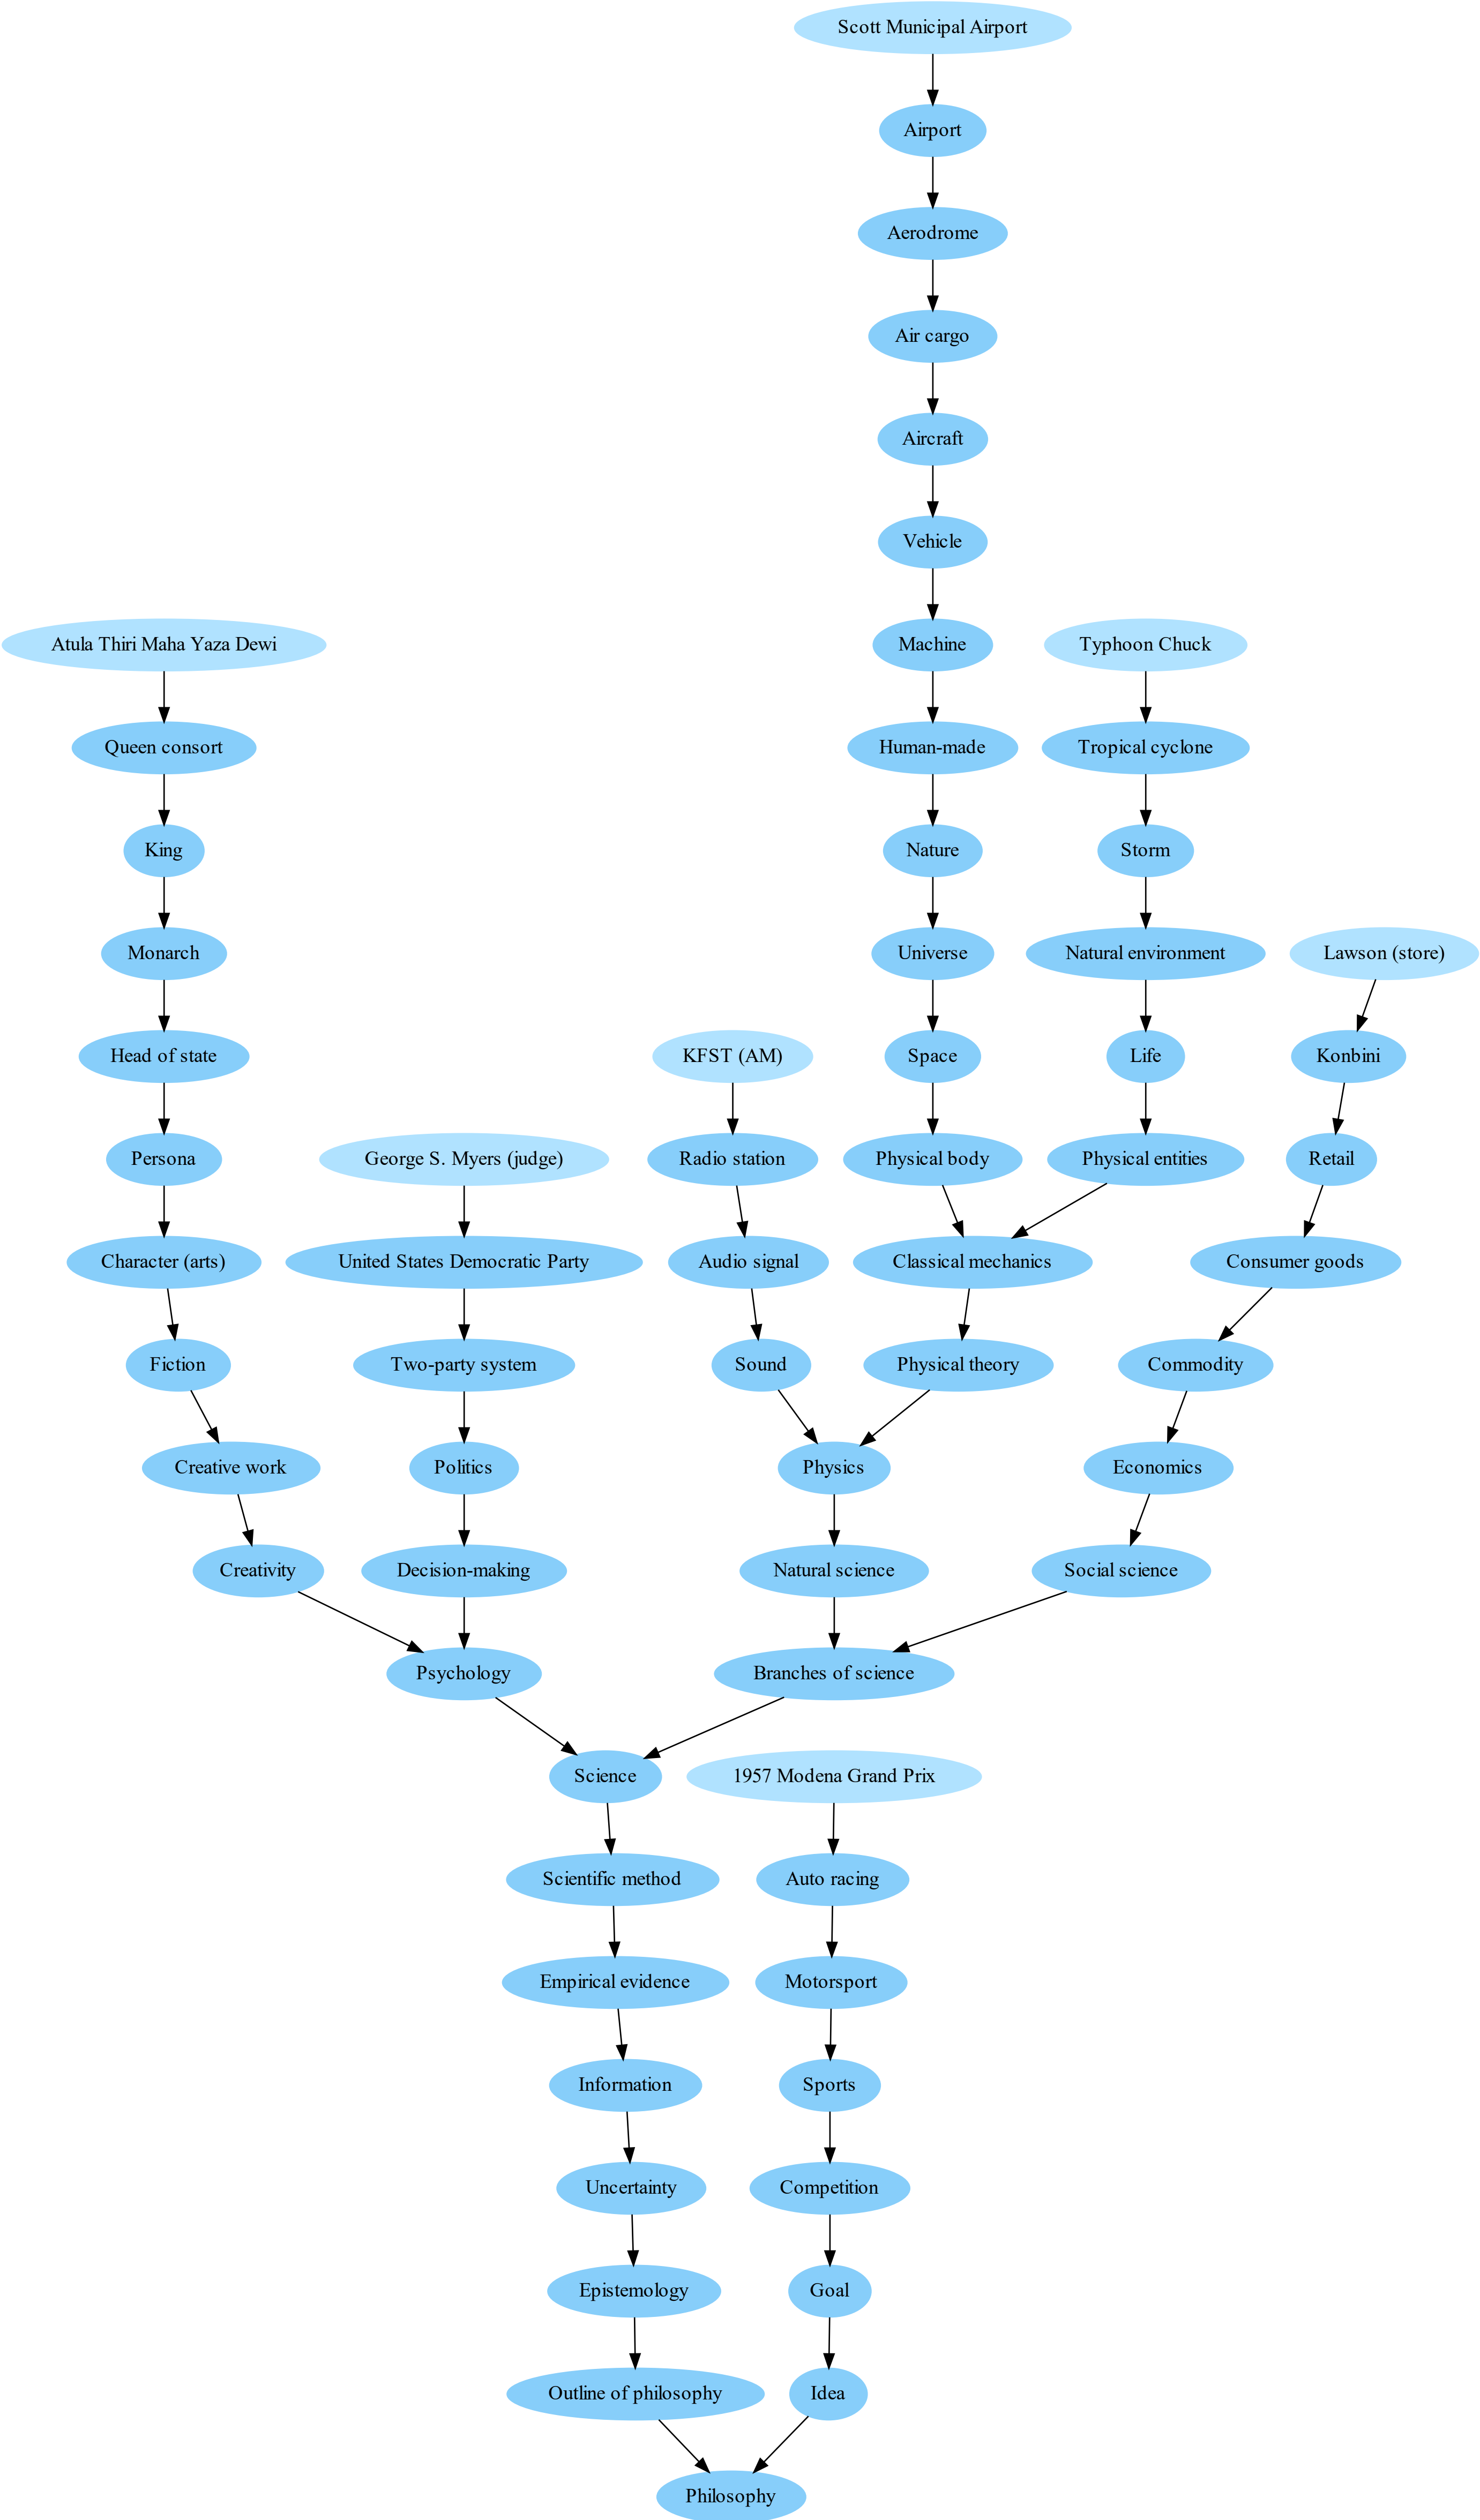 Scott Municipal Airport
Airport
Aerodrome
Air cargo
Aircraft
Vehicle
Atula Thiri Maha Yaza Dewi
Machine
Typhoon Chuck
Queen consort
Human-made
Tropical cyclone
King
Nature
Storm
Monarch
Universe
Natural environment
Lawson (store)
Head of state
KFST (AM)
Space
Life
Konbini
Persona
George S. Myers (judge)
Radio station
Physical body
Physical entities
Retail
Character (arts)
United States Democratic Party
Audio signal
Classical mechanics
Consumer goods
Fiction
Two-party system
Sound
Physical theory
Commodity
Creative work
Politics
Physics
Economics
Creativity
Decision-making
Natural science
Social science
Psychology
Branches of science
Science
1957 Modena Grand Prix
Scientific method
Auto racing
Empirical evidence
Motorsport
Information
Sports
Uncertainty
Competition
Epistemology
Goal
Outline of philosophy
Idea
Philosophy